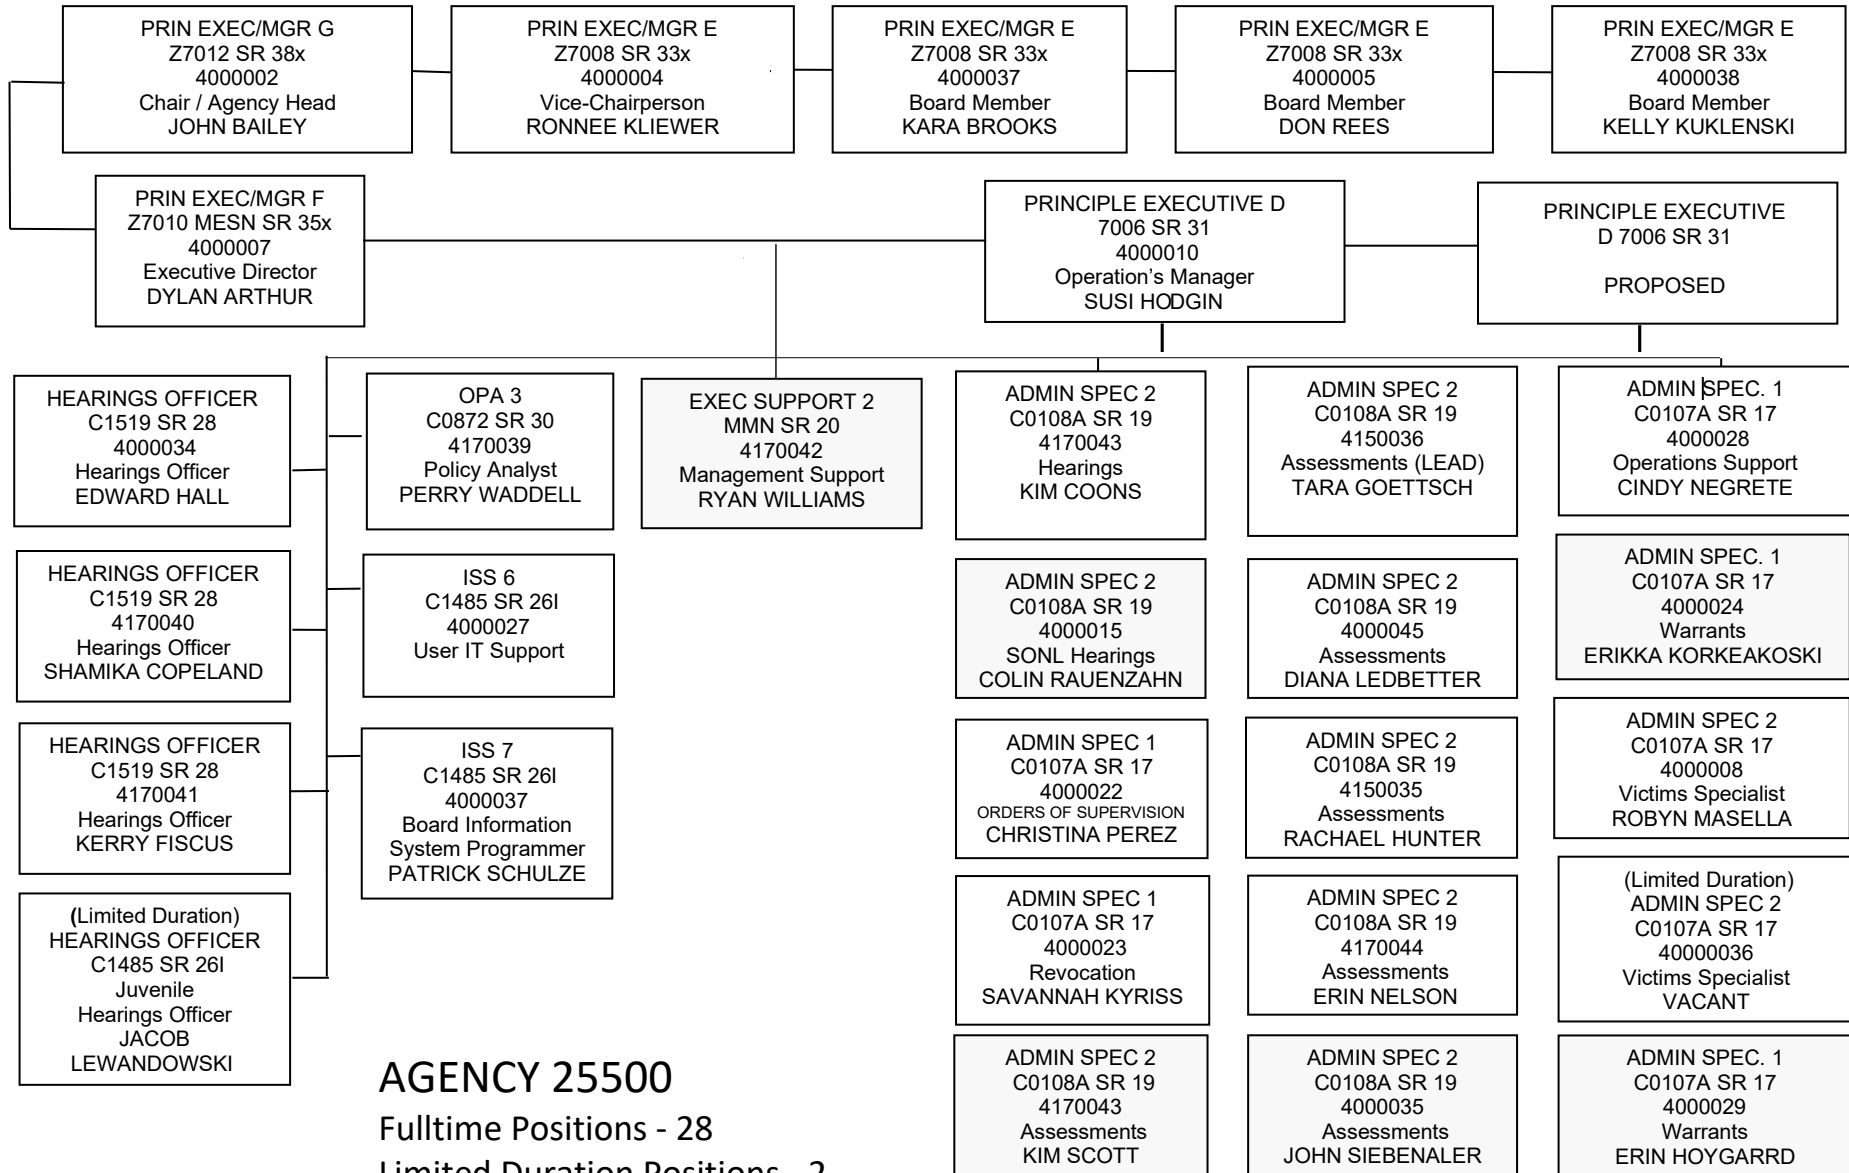 PRIN EXEC/MGR G
Z7012 SR 38x
4000002
Chair / Agency Head
JOHN BAILEY
PRIN EXEC/MGR E
Z7008 SR 33x
4000004
Vice-Chairperson
RONNEE KLIEWER
PRIN EXEC/MGR E
Z7008 SR 33x
4000037
Board Member
KARA BROOKS
PRIN EXEC/MGR E
Z7008 SR 33x
4000005
Board Member
DON REES
PRIN EXEC/MGR E
Z7008 SR 33x
4000038
Board Member
KELLY KUKLENSKI
PRIN EXEC/MGR F
Z7010 MESN SR 35x
4000007
Executive Director
DYLAN ARTHUR
PRINCIPLE EXECUTIVE D
7006 SR 31
4000010
Operation’s Manager
SUSI HODGIN
PRINCIPLE EXECUTIVE
D 7006 SR 31
PROPOSED
HEARINGS OFFICER
C1519 SR 28
4000034
Hearings Officer
EDWARD HALL
HEARINGS OFFICER
C1519 SR 28
4170040
Hearings Officer
SHAMIKA COPELAND
HEARINGS OFFICER
C1519 SR 28
4170041
Hearings Officer
KERRY FISCUS
(Limited Duration)
HEARINGS OFFICER
C1485 SR 26I
Juvenile
Hearings Officer
JACOB
LEWANDOWSKI
OPA 3
C0872 SR 30
4170039
Policy Analyst
PERRY WADDELL
ISS 6
C1485 SR 26I
4000027
User IT Support
ISS 7
C1485 SR 26I
4000037
Board Information
System Programmer
PATRICK SCHULZE
EXEC SUPPORT 2
MMN SR 20
4170042
Management Support
RYAN WILLIAMS
ADMIN SPEC 2
C0108A SR 19
4170043
Hearings
KIM COONS
ADMIN SPEC 2
C0108A SR 19
4000015
SONL Hearings
COLIN RAUENZAHN
ADMIN SPEC 1
C0107A SR 17
4000022
ORDERS OF SUPERVISION
CHRISTINA PEREZ
ADMIN SPEC 1
C0107A SR 17
4000023
Revocation
SAVANNAH KYRISS
ADMIN SPEC 2
C0108A SR 19
4170043
Assessments
KIM SCOTT
ADMIN SPEC 2
C0108A SR 19
4150036
Assessments (LEAD)
TARA GOETTSCH
ADMIN SPEC 2
C0108A SR 19
4000045
Assessments
DIANA LEDBETTER
ADMIN SPEC 2
C0108A SR 19
4150035
Assessments
RACHAEL HUNTER
ADMIN SPEC 2
C0108A SR 19
4170044
Assessments
ERIN NELSON
ADMIN SPEC 2
C0108A SR 19
4000035
Assessments
JOHN SIEBENALER
ADMIN SPEC. 1
C0107A SR 17
4000028
Operations Support
CINDY NEGRETE
ADMIN SPEC. 1
C0107A SR 17
4000024
Warrants
ERIKKA KORKEAKOSKI
ADMIN SPEC 2
C0107A SR 17
4000008
Victims Specialist
ROBYN MASELLA
(Limited Duration)
ADMIN SPEC 2
C0107A SR 17
40000036
Victims Specialist
VACANT
ADMIN SPEC. 1
C0107A SR 17
4000029
Warrants
ERIN HOYGARRD
AGENCY 25500
Fulltime Positions - 28
Limited Duration Positions - 2